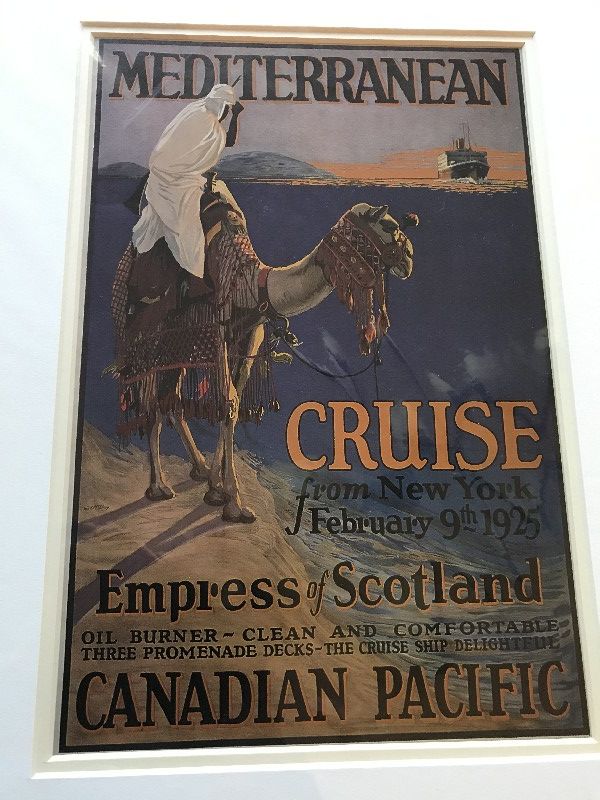 MEDITERRANEAN
CRUISE
from New York
February 9th 1925
Empress of Scotland
OIL BURNER - CLEAN AND COMFORTABLE
THREE PROMENADE DECKS - THE CRUISE SHIP DELIGHTFUL
CANADIAN PACIFIC